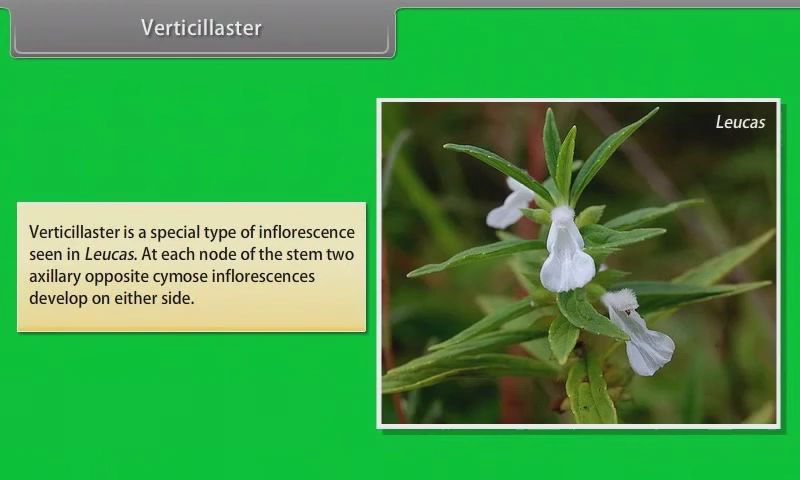 Verticillaster
Leucas
Verticillaster is a special type of inflorescence
seen in Leucas. At each node of the stem two
axillary opposite cymose inflorescences
develop on either side.